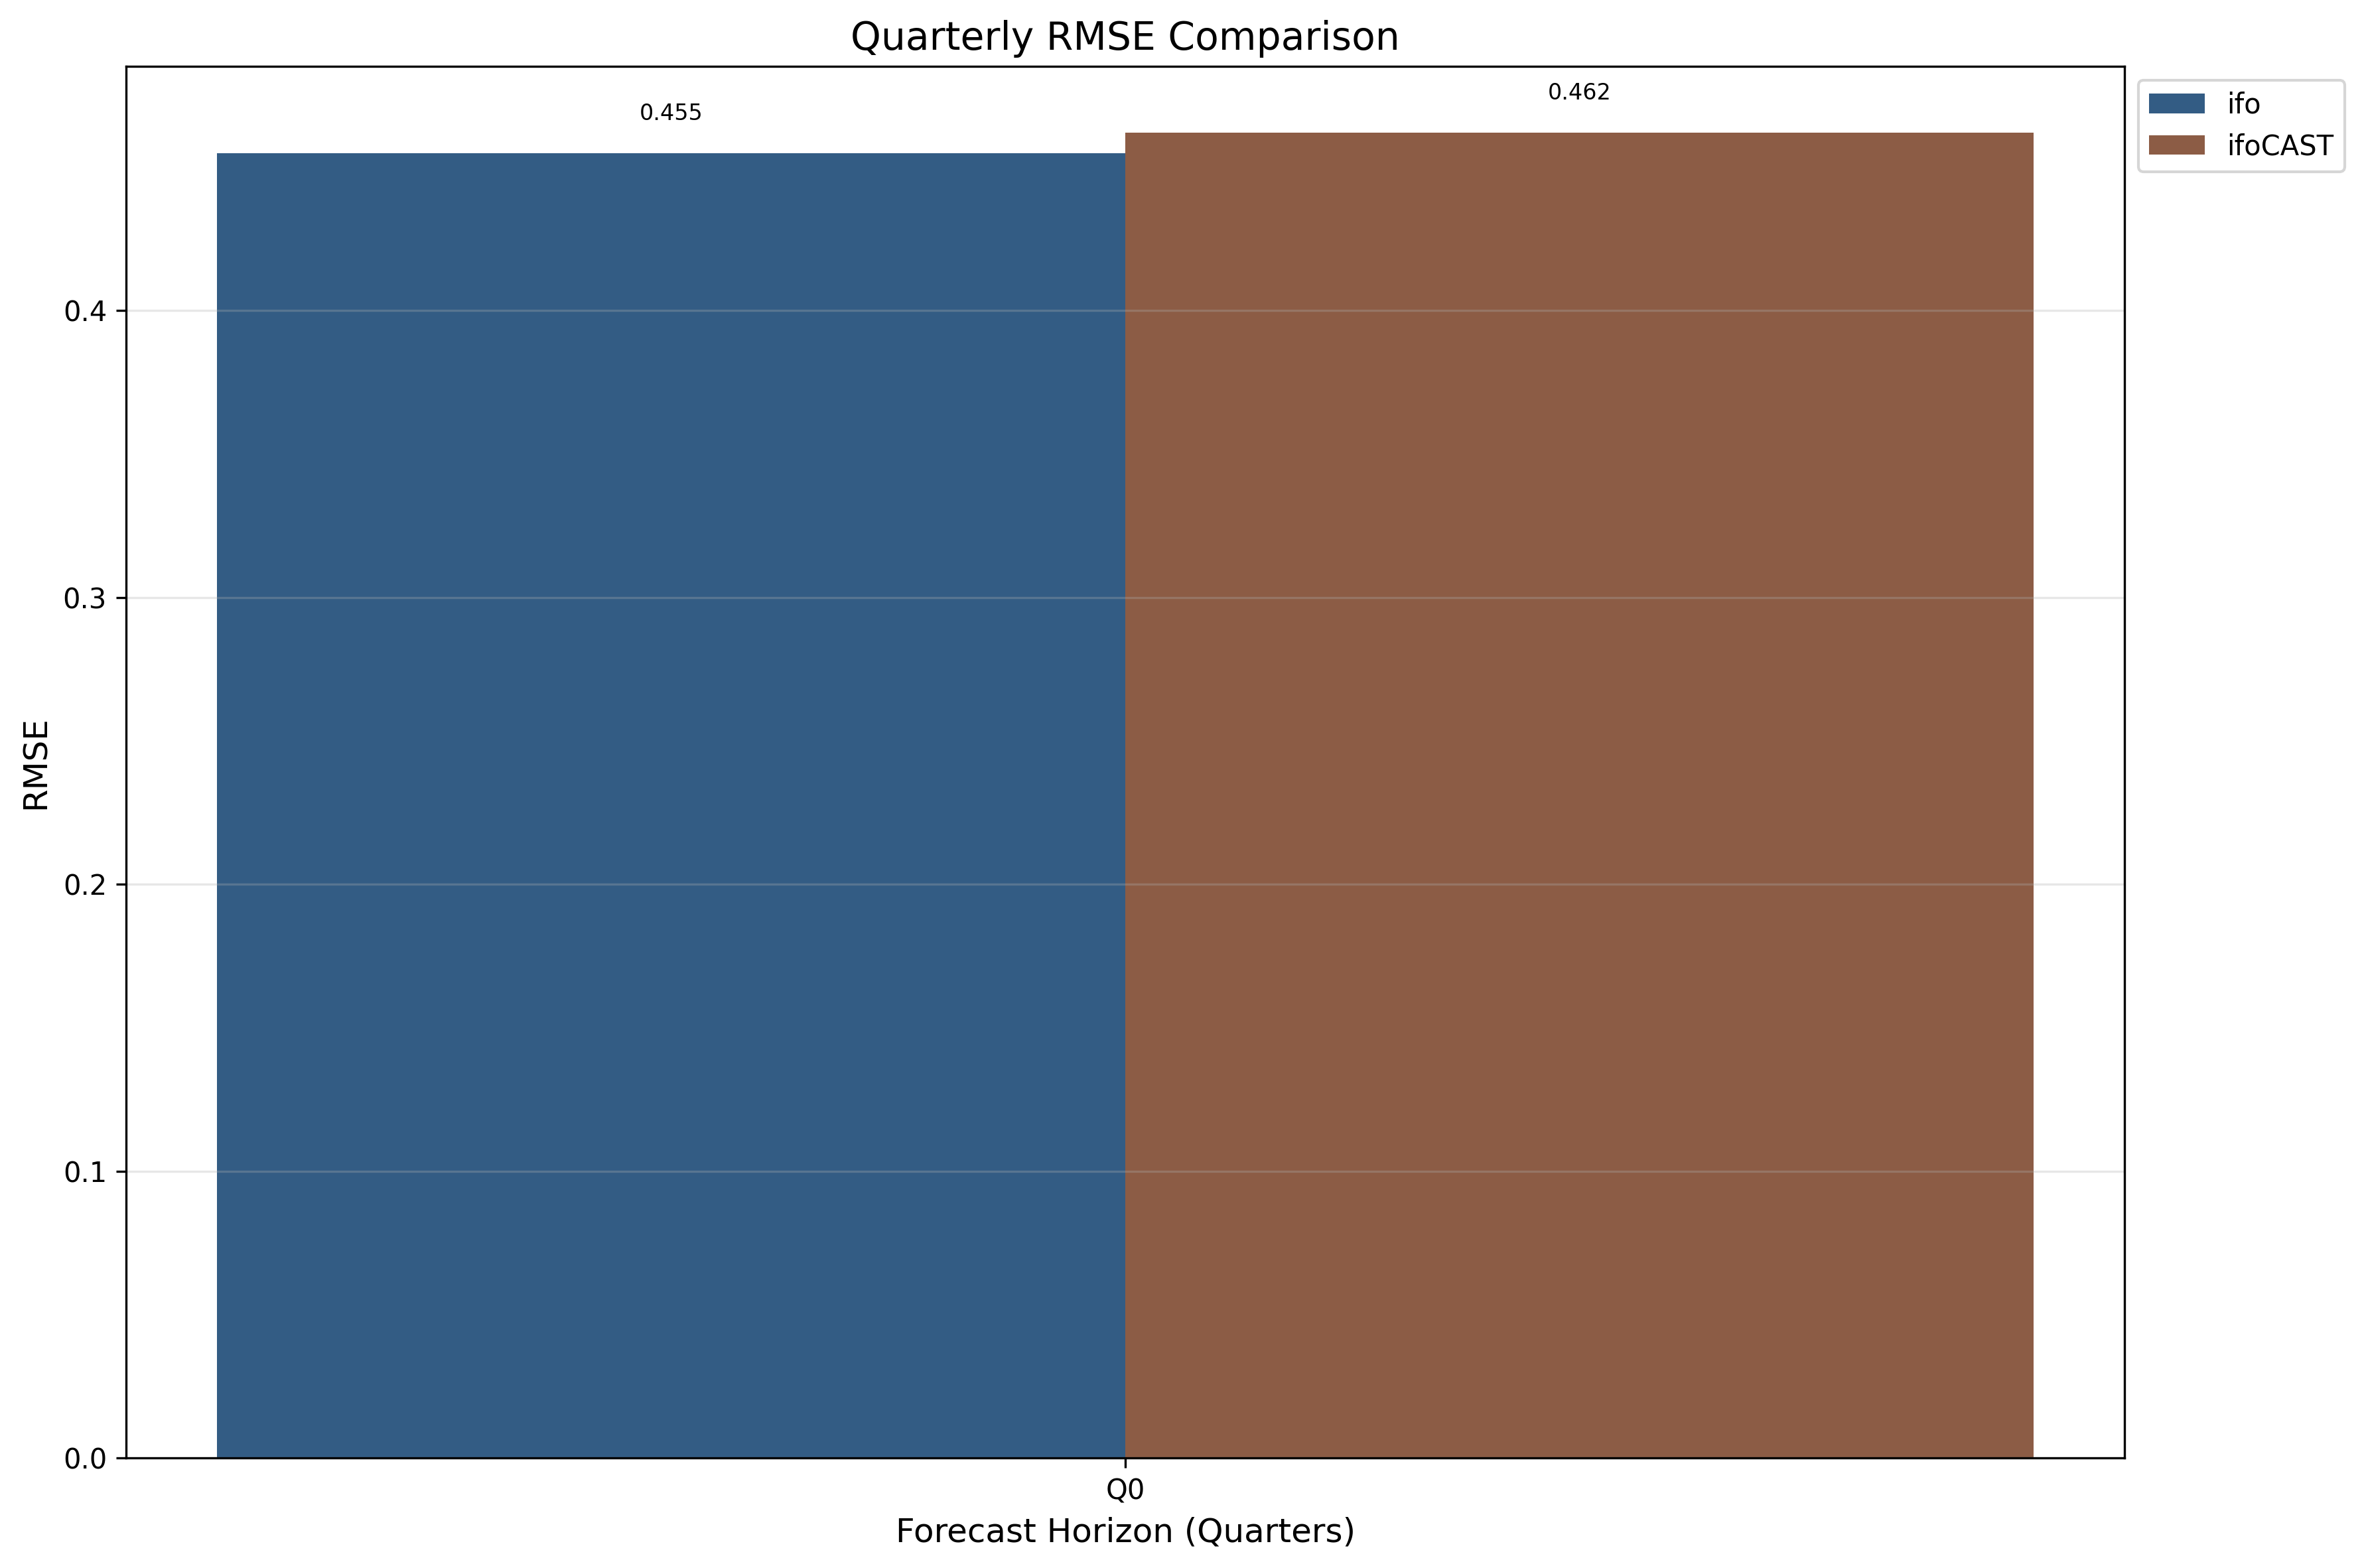 Quarterly RMSE Comparison
0.455
0.462
ifo
ifoCAST
0.4
0.3
0.2
0.1
0.0
RMSE
Q0
Forecast Horizon (Quarters)